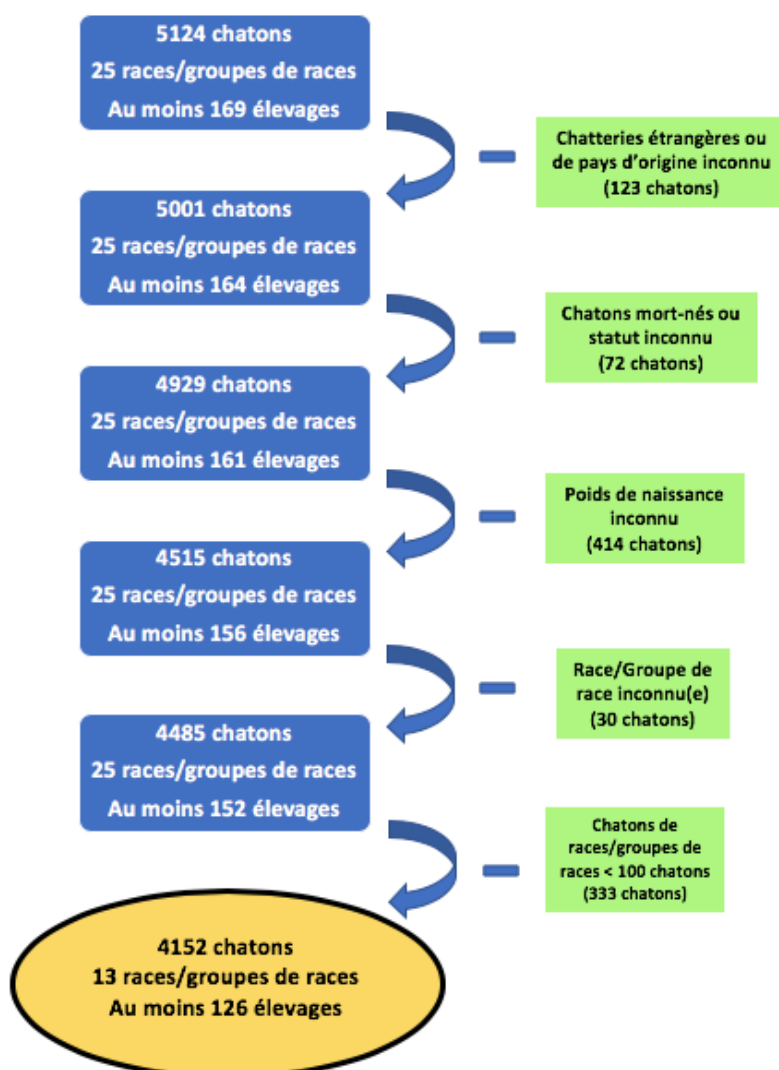 5124 chatons
25 races/groupes de races
Au moins 169 élevages
Chatteries étrangères ou
de pays d'origine inconnu
(123 chatons)
5001 chatons
25 races/groupes de races
Au moins 164 élevages
Chatons mort-nés ou
statut inconnu
(72 chatons)
4929 chatons
25 races/groupes de races
Au moins 161 élevages
Poids de naissance
inconnu
(414 chatons)
4515 chatons
25 races/groupes de races
Au moins 156 élevages
Race/Groupe de
race inconnu(e)
(30 chatons)
4485 chatons
25 races/groupes de races
Au moins 152 élevages
Chatons de
races/groupes de
races < 100 chatons
(333 chatons)
4152 chatons
13 races/groupes de races
Au moins 126 élevages